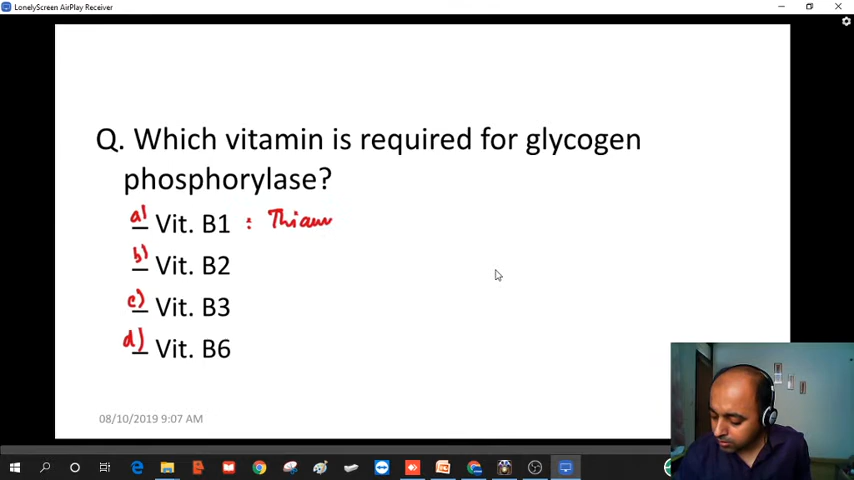 LonelyScreen AirPlay Receiver
Q. Which vitamin is required for glycogen
phosphorylase?
a) Vit. B1 : Thiam
b) Vit. B2
c) Vit. B3
d) Vit. B6
08/10/2019 9:07 AM